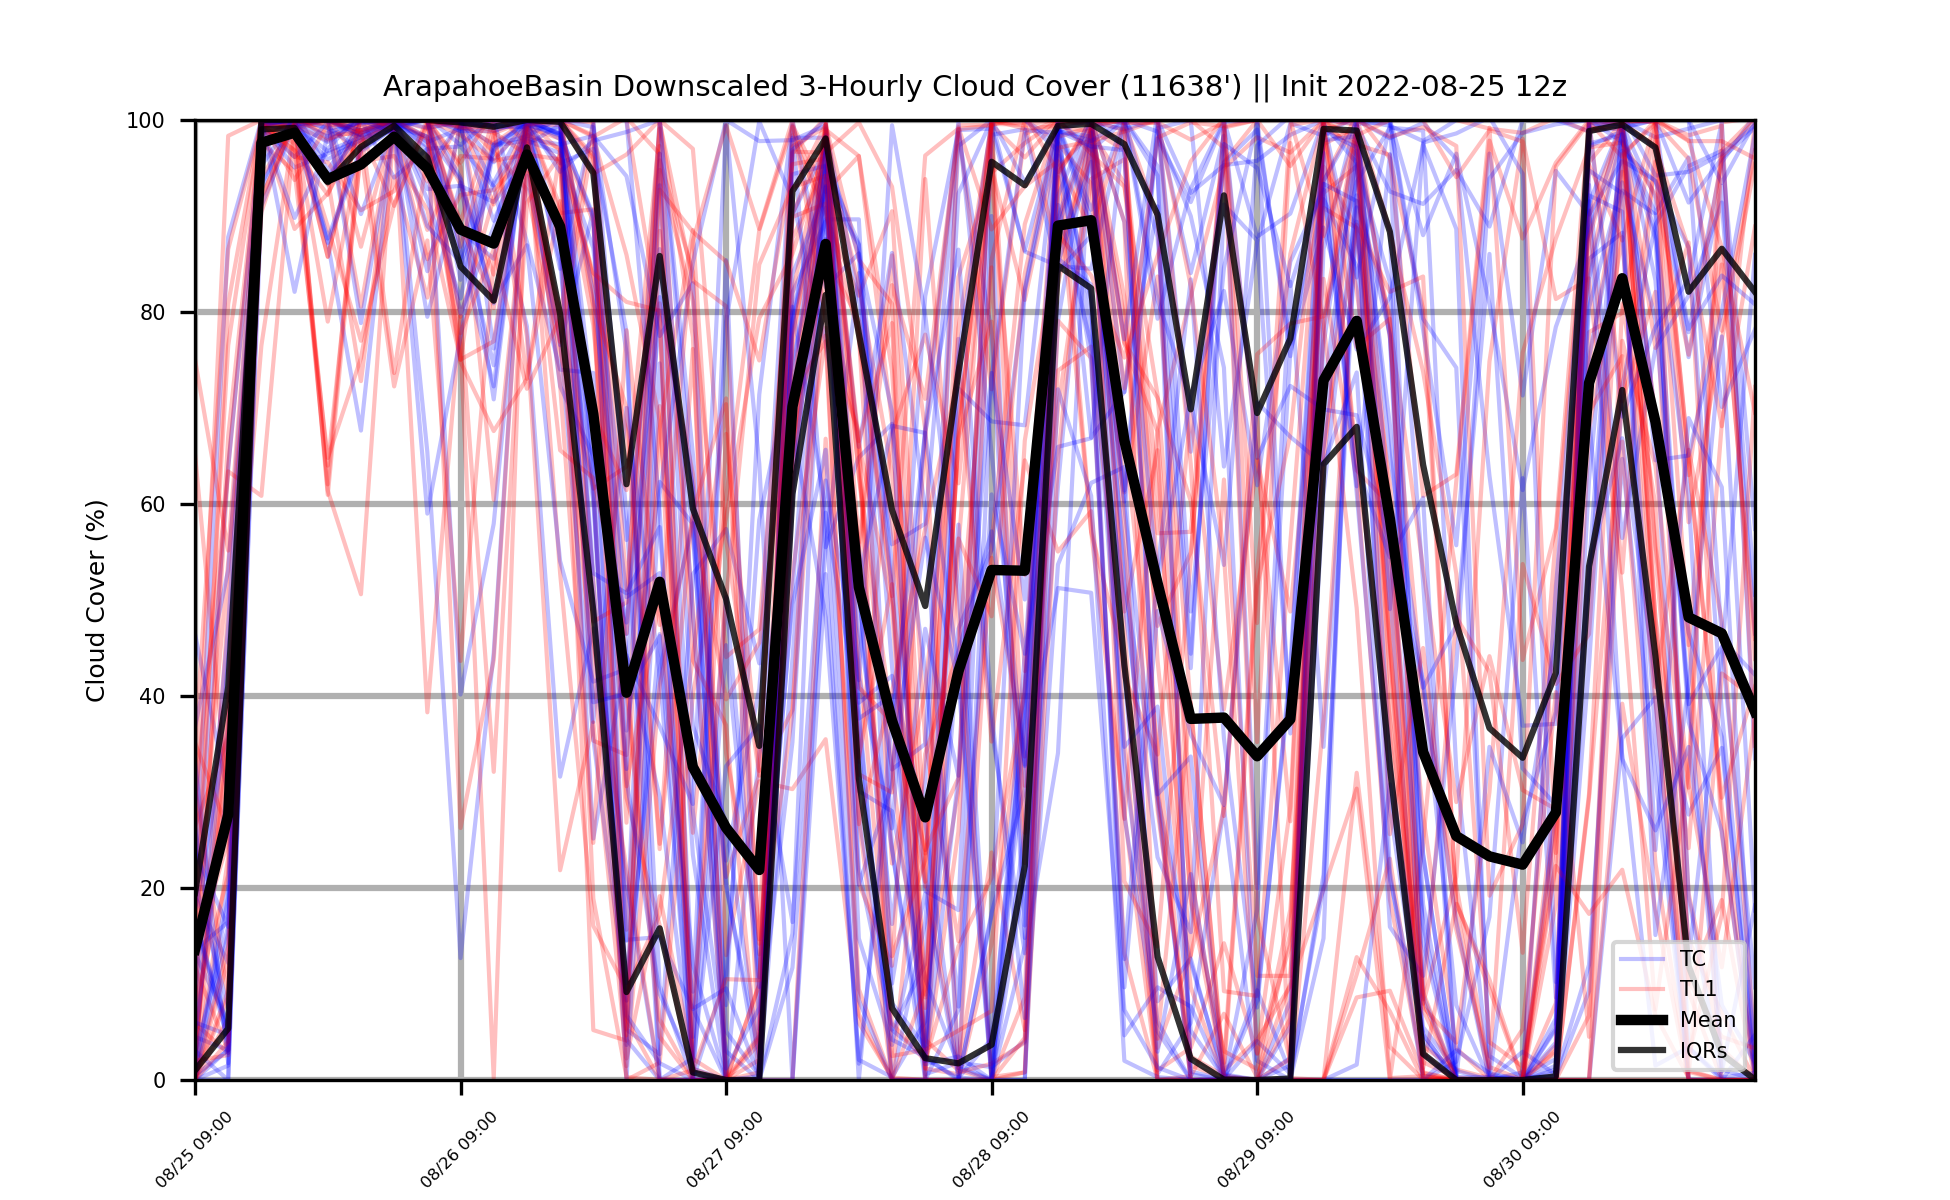 ArapahoeBasin Downscaled 3-Hourly Cloud Cover (11638') || Init 2022-08-25 12z
Cloud Cover (%)
100
80
60
40
20
0
TC
TL1
Mean
IQRs
08/25 09:00
08/26 09:00
08/27 09:00
08/28 09:00
08/29 09:00
08/30 09:00